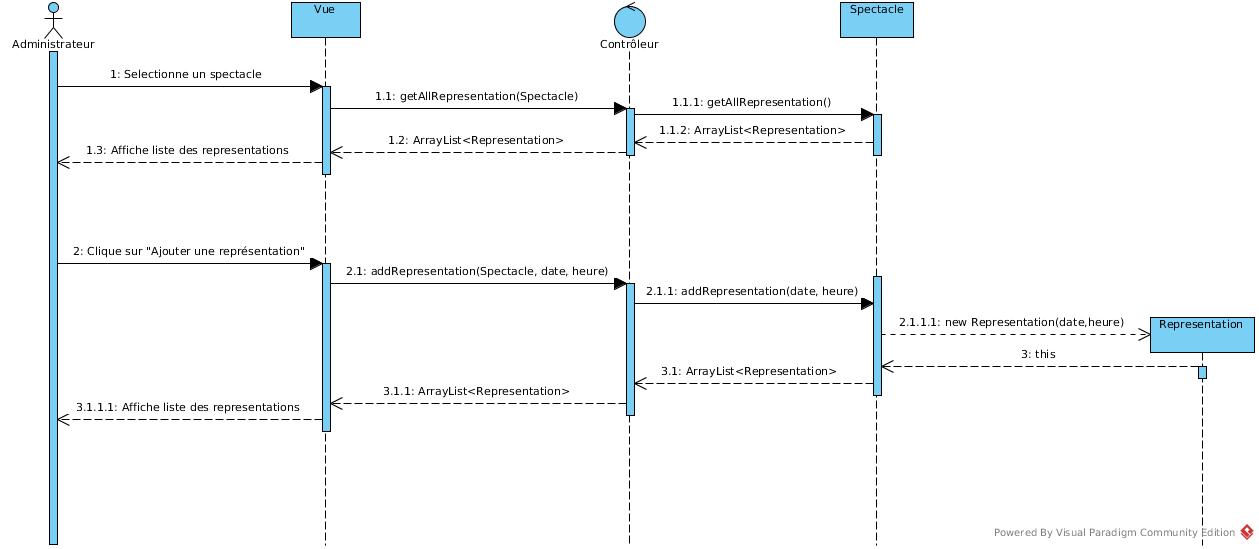 Vue
Spectacle
Administrateur
Contrôleur
1: Selectionne un spectacle
1.1: getAllRepresentation(Spectacle)
1.1.1: getAllRepresentation()
1.1.2: ArrayList<Representation>
1.2: ArrayList<Representation>
1.3: Affiche liste des representations
2: Clique sur "Ajouter une représentation"
2.1: addRepresentation(Spectacle, date, heure)
2.1.1: addRepresentation(date, heure)
2.1.1.1: new Representation(date,heure)
Representation
3: this
3.1: ArrayList<Representation>
3.1.1: ArrayList<Representation>
3.1.1.1: Affiche liste des representations
Powered By Visual Paradigm Community Edition